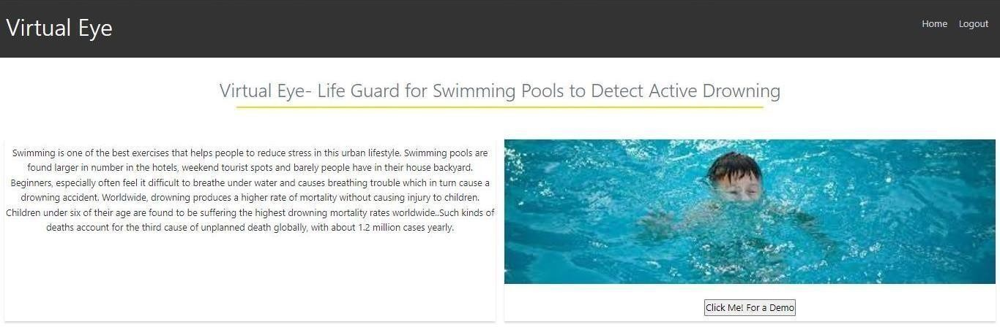 Virtual Eye
Home Logout
Virtual Eye- Life Guard for Swimming Pools to Detect Active Drowning
Swimming is one of the best exercises that helps people to reduce stress in this urban lifestyle. Swimming pools are
found larger in number in the hotels, weekend tourist spots and barely people have in their house backyard.
Beginners, especially often feel it difficult to breathe under water and causes breathing trouble which in turn cause a
drowning accident. Worldwide, drowning produces a higher rate of mortality without causing injury to children.
Children under six of their age are found to be suffering the highest drowning mortality rates worldwide..Such kinds of
deaths account for the third cause of unplanned death globally, with about 1.2 million cases yearly.
Click Me! For a Demo